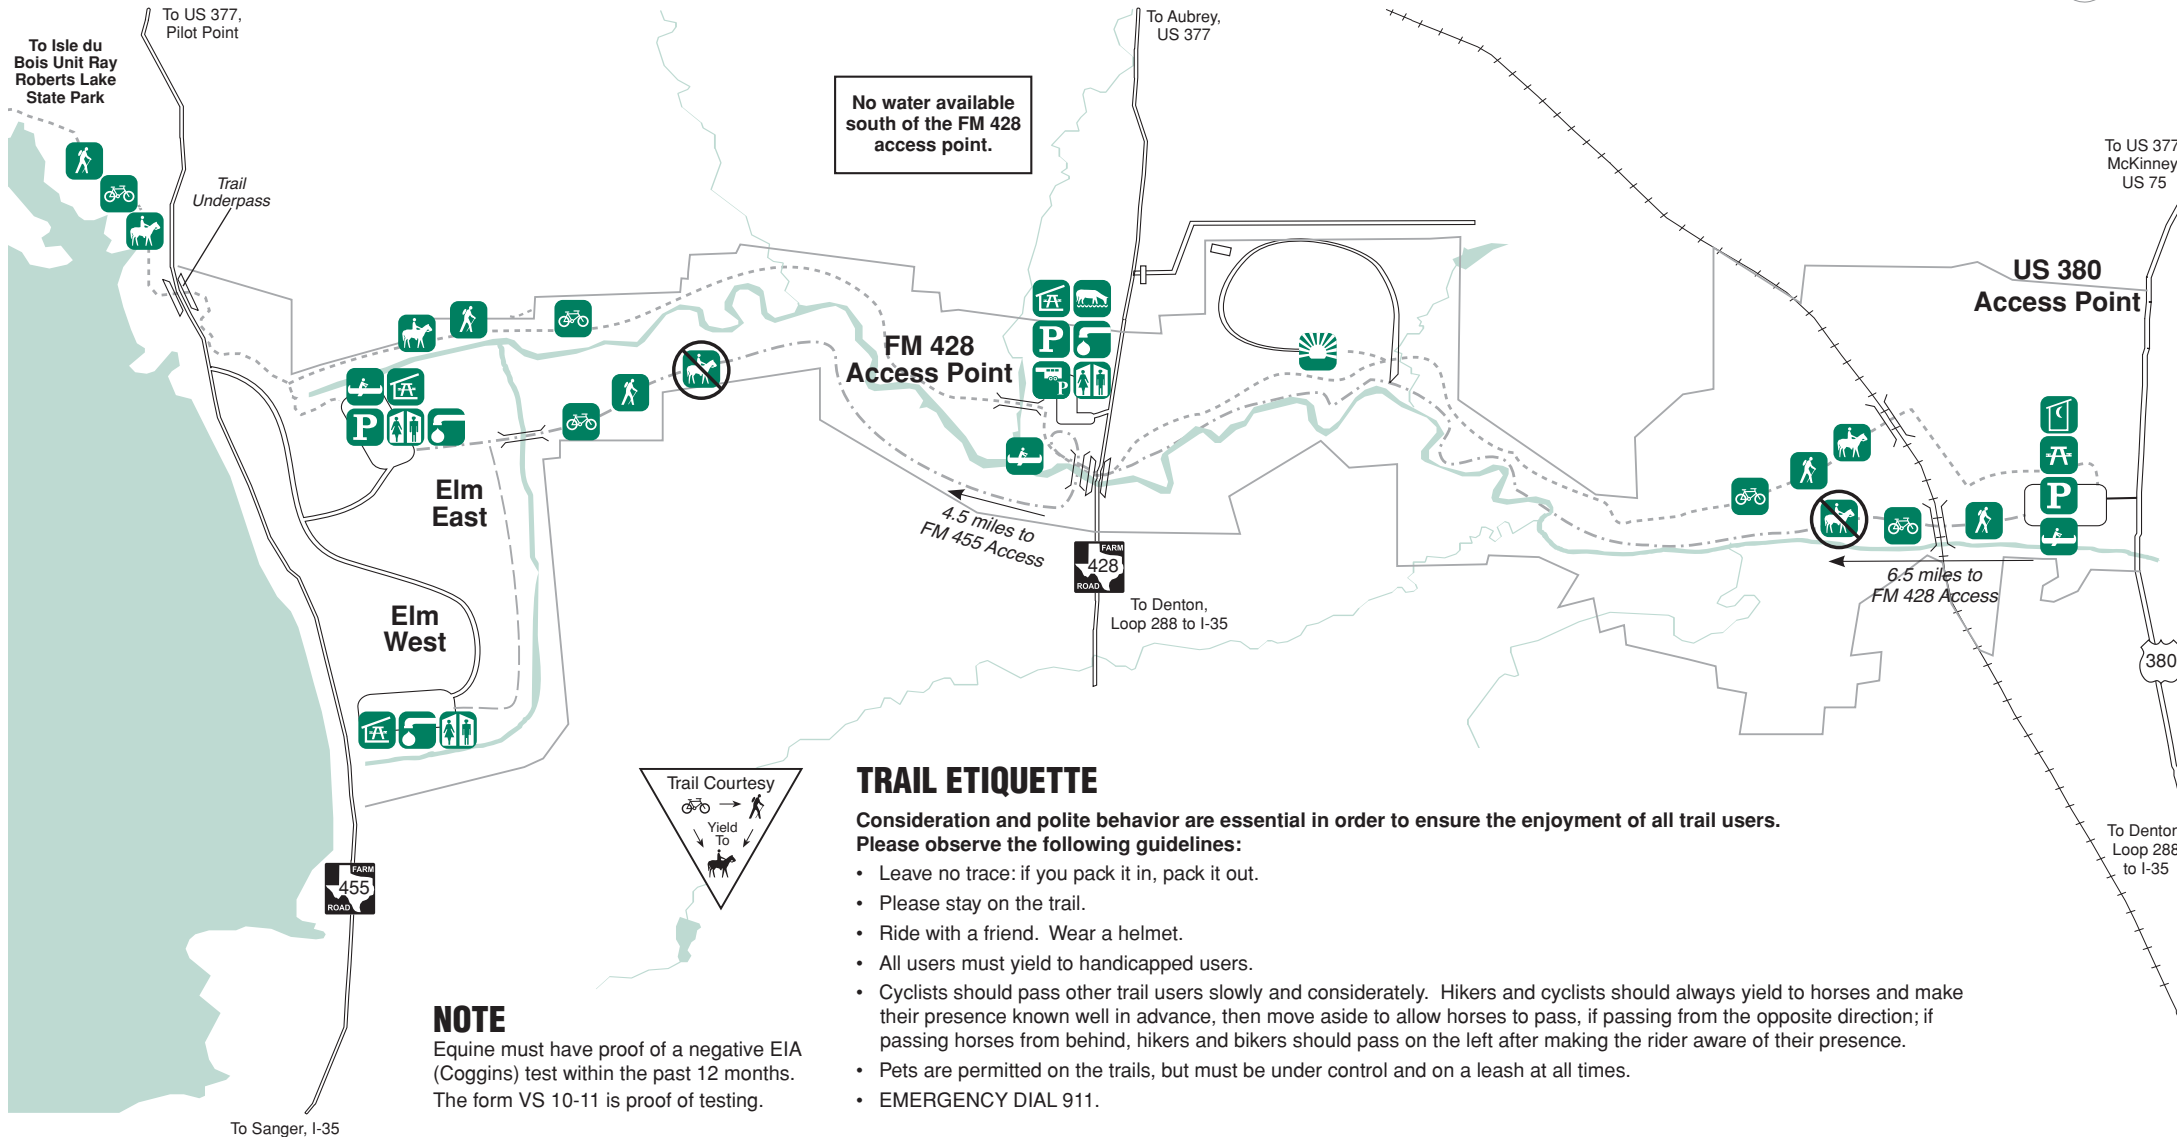 To US 377,
Pilot Point
To Isle du
Bois Unit Ray
Roberts Lake
State Park
Trail
Underpass
No water available
south of the FM 428
access point.
To Aubrey,
US 377
To US 377
McKinney
US 75
US 380
Access Point
FM 428
Access Point
P
P
P
P
Elm
East
4.5 miles to
FM 455 Access
FARM
428
ROAD
To Denton,
Loop 288 to I-35
6.5 miles to
FM 428 Access
Elm
West
380
To Denton
Loop 288
to I-35
Trail Courtesy
Yield
To
FARM
455
ROAD
To Sanger, I-35
NOTE
Equine must have proof of a negative EIA
(Coggins) test within the past 12 months.
The form VS 10-11 is proof of testing.
TRAIL ETIQUETTE
Consideration and polite behavior are essential in order to ensure the enjoyment of all trail users.
Please observe the following guidelines:
• Leave no trace: if you pack it in, pack it out.
• Please stay on the trail.
• Ride with a friend.  Wear a helmet.
• All users must yield to handicapped users.
• Cyclists should pass other trail users slowly and considerately.  Hikers and cyclists should always yield to horses and make
their presence known well in advance, then move aside to allow horses to pass, if passing from the opposite direction; if
passing horses from behind, hikers and bikers should pass on the left after making the rider aware of their presence.
• Pets are permitted on the trails, but must be under control and on a leash at all times.
• EMERGENCY DIAL 911.